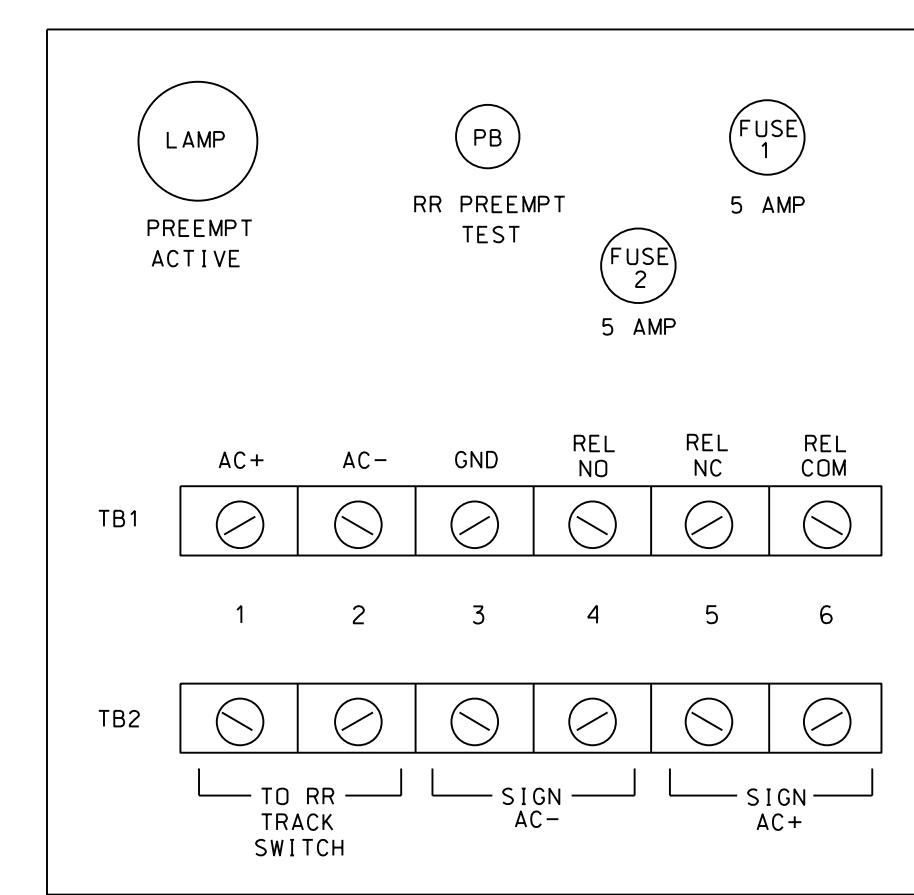 LAMP
PREEMPT
ACTIVE
PB
RR PREEMPT
TEST
FUSE
1
5 AMP
FUSE
2
5 AMP
TB1
AC+
AC-
GND
REL
NO
REL
NC
REL
COM
1 2 3 4 5 6
TB2
TO RR
TRACK
SWITCH
SIGN
AC-
SIGN
AC+